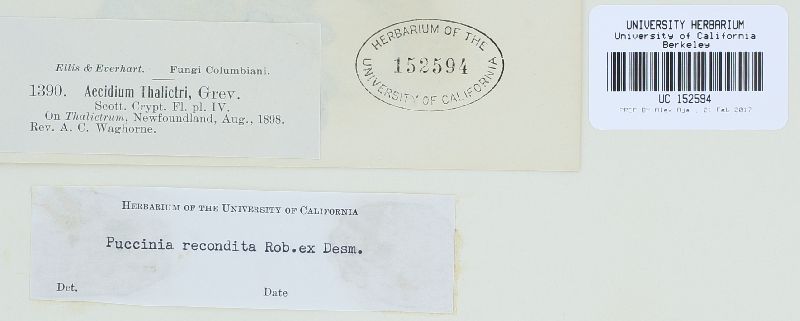 Ellis & Everhart. — Fungi Columbiani.
1390. Aecidium Thalictri, Grev.
Scott. Crypt. Fl. pl. IV.
On Thalictrum, Newfoundland, Aug., 1898.
Rev. A. C. Waghorne.
HERBARIUM OF THE
152594
UNIVERSITY OF CALIFORNIA
UNIVERSITY HERBARIUM
University of California
Berkeley
UC 152594
HERBARIUM OF THE UNIVERSITY OF CALIFORNIA
Puccinia recondita Rob.ex Desm.
Det.
Date